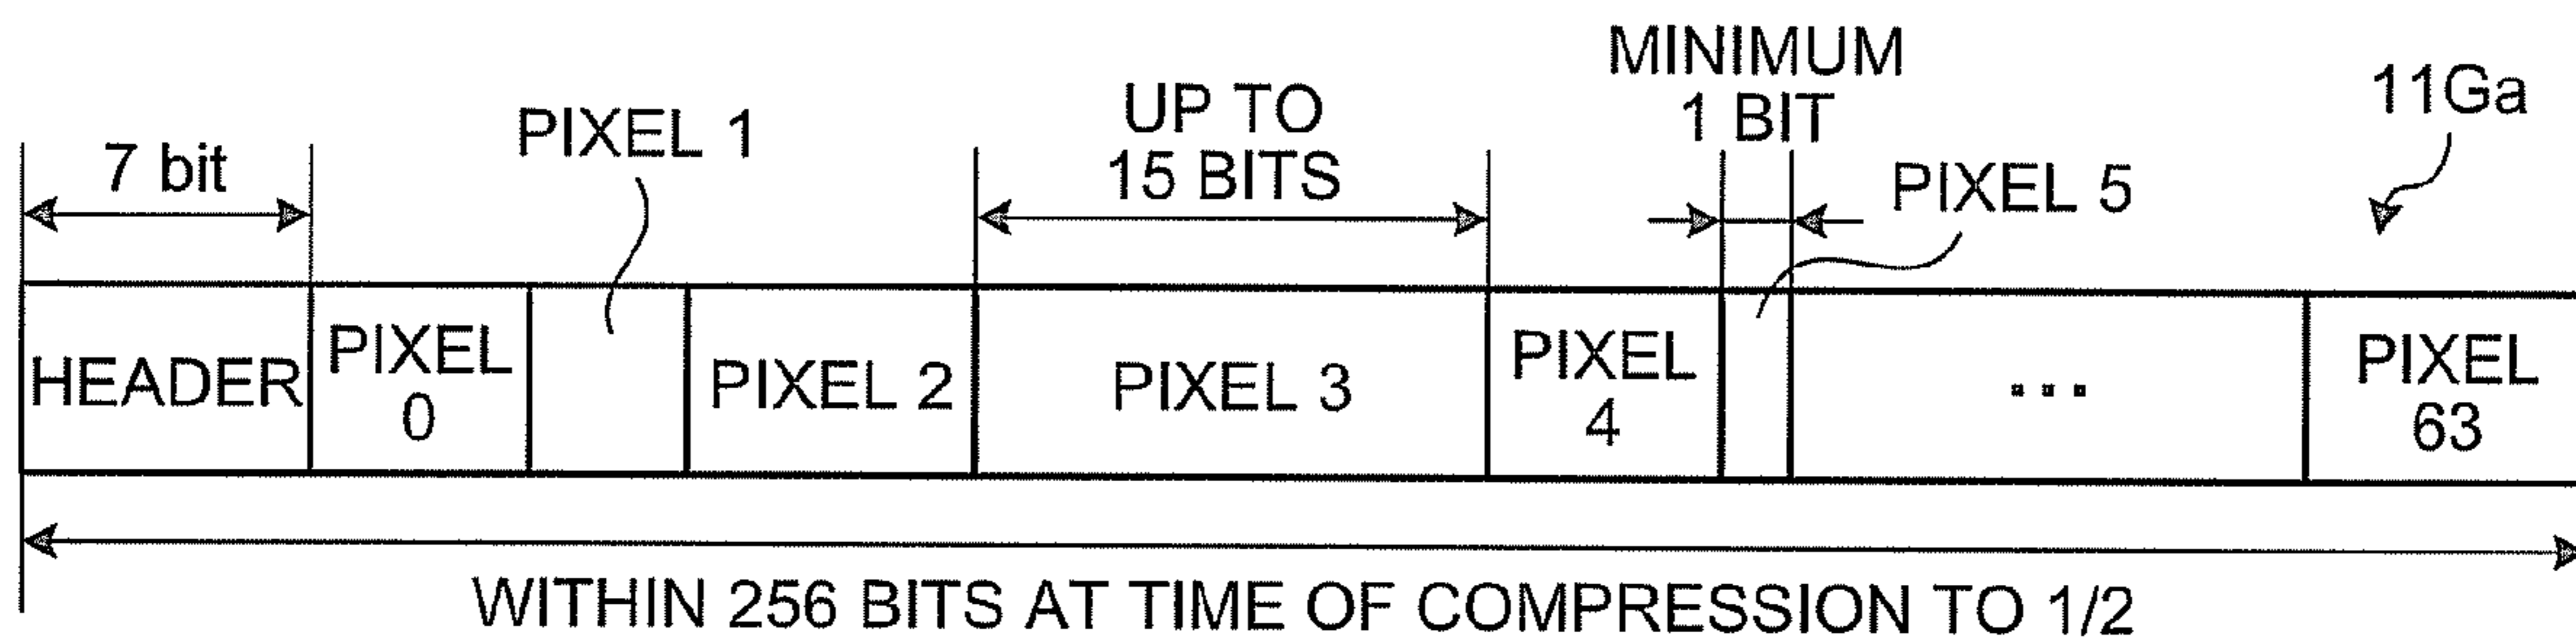 MINIMUM
1 BIT
UP TO
15 BITS
11Ga
PIXEL 1
7 bit
PIXEL 5
HEADER
PIXEL
0
PIXEL 2
PIXEL 3
PIXEL
4
...
PIXEL
63
WITHIN 256 BITS AT TIME OF COMPRESSION TO 1/2